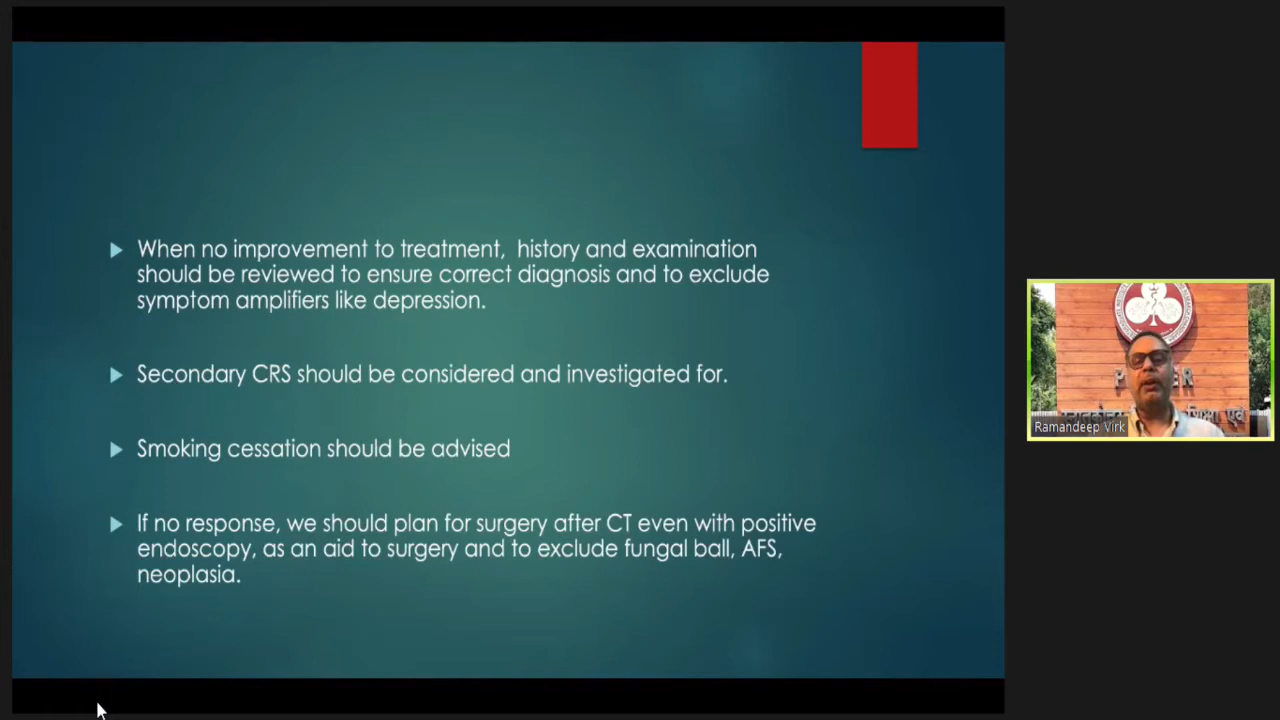 When no improvement to treatment, history and examination
should be reviewed to ensure correct diagnosis and to exclude
symptom amplifiers like depression.
Secondary CRS should be considered and investigated for.
Smoking cessation should be advised
If no response, we should plan for surgery after CT even with positive
endoscopy, as an aid to surgery and to exclude fungal ball, AFS,
neoplasia.
Ramandeep Virk